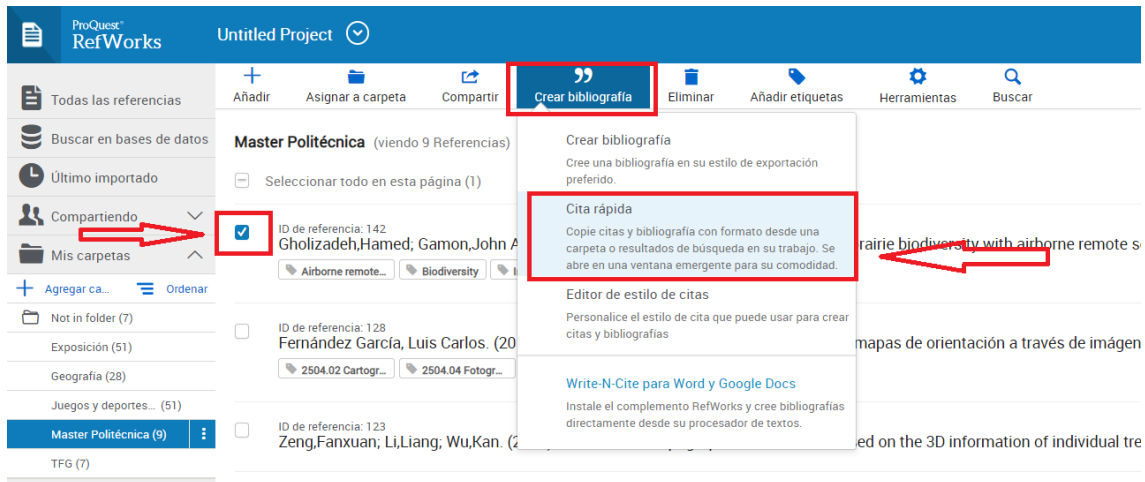 ProQuest
RefWorks
Untitled Project
Todas las referencias
Buscar en bases de datos
Último importado
Compartiendo
Mis carpetas
Agregar ca...
Ordenar
Not in folder (7)
Exposición (51)
Geografía (28)
Juegos y deportes... (51)
Master Politécnica (9)
TFG (7)
Añadir
Asignar a carpeta
Compartir
Crear bibliografía
Eliminar
Añadir etiquetas
Herramientas
Buscar
Master Politécnica (viendo 9 Referencias)
Seleccionar todo en esta página (1)
ID de referencia: 142
Gholizadeh,Hamed; Gamon,John A
biodiversity with airborne remote
Airborne remote...
Biodiversity
ID de referencia: 128
Fernández García, Luis Carlos. (20
mapas de orientación a través de
2504.02 Cartogr...
2504.04 Fotogr...
ID de referencia: 123
Zeng,Fanxuan; Li,Liang; Wu,Kan. (2
on the 3D information of individual
Crear bibliografía
Cree una bibliografía en su estilo de exportación
preferido.
Cita rápida
Copie citas y bibliografía con formato desde una
carpeta o resultados de búsqueda en su trabajo. Se
abre en una ventana emergente para su comodidad.
Editor de estilo de citas
Personalice el estilo de cita que puede usar para crear
citas y bibliografías
Write-N-Cite para Word y Google Docs
Instale el complemento RefWorks y cree bibliografías
directamente desde su procesador de textos.